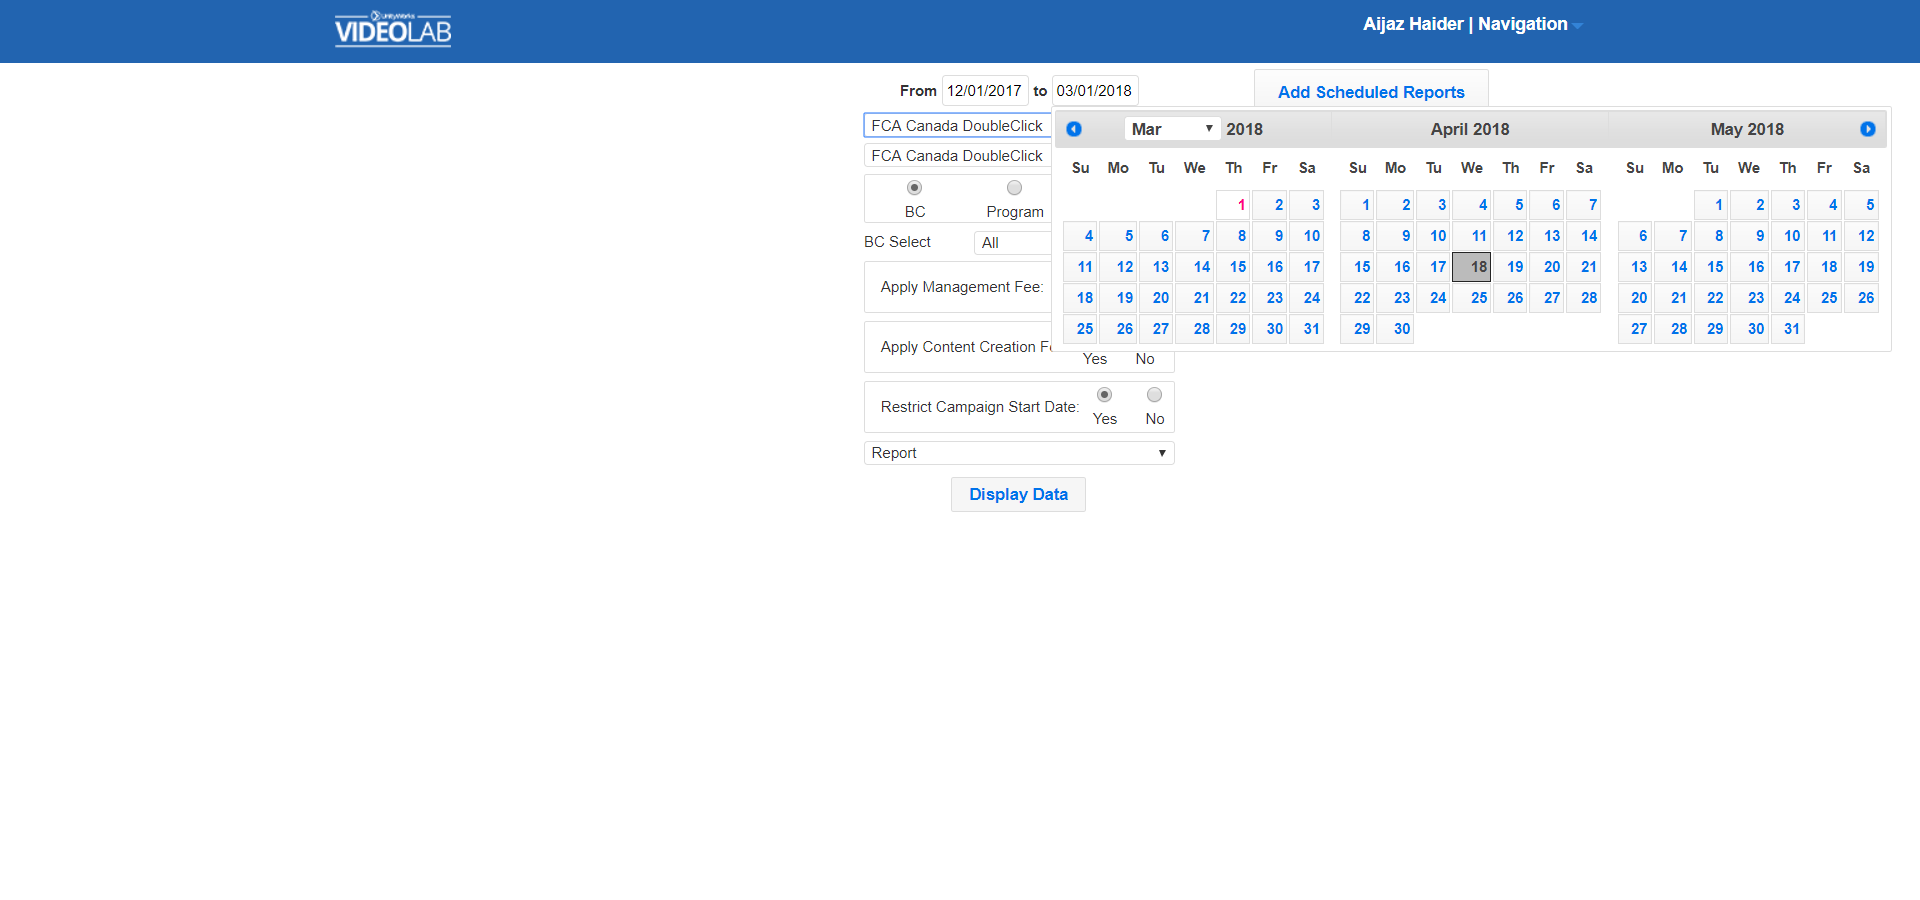 UnityWorks
VIDEOLAB
Aijaz Haider | Navigation
From 12/01/2017 to 03/01/2018
Add Scheduled Reports
FCA Canada DoubleClick
FCA Canada DoubleClick
BC Program
BC Select All
Apply Management Fee:
Apply Content Creation
Yes No
Restrict Campaign Start Date:
Yes No
Report
Display Data
Mar 2018
Su Mo Tu We Th Fr Sa
1 2 3
4 5 6 7 8 9 10
11 12 13 14 15 16 17
18 19 20 21 22 23 24
25 26 27 28 29 30 31
April 2018
Su Mo Tu We Th Fr Sa
1 2 3 4 5 6 7
8 9 10 11 12 13 14
15 16 17 18 19 20 21
22 23 24 25 26 27 28
29 30
May 2018
Su Mo Tu We Th Fr Sa
1 2 3 4 5
6 7 8 9 10 11 12
13 14 15 16 17 18 19
20 21 22 23 24 25 26
27 28 29 30 31